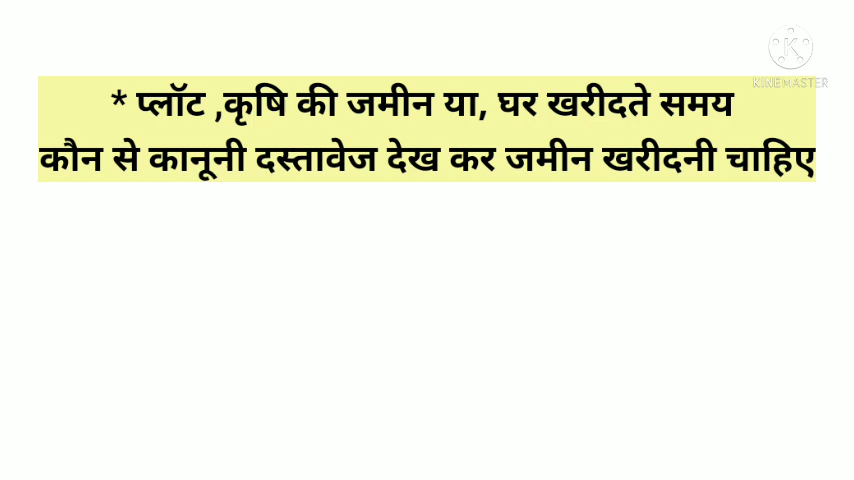 KINEMASTER
* प्लॉट ,कृषि की जमीन या, घर खरीदते समय
कौन से कानूनी दस्तावेज देख कर जमीन खरीदनी चाहिए